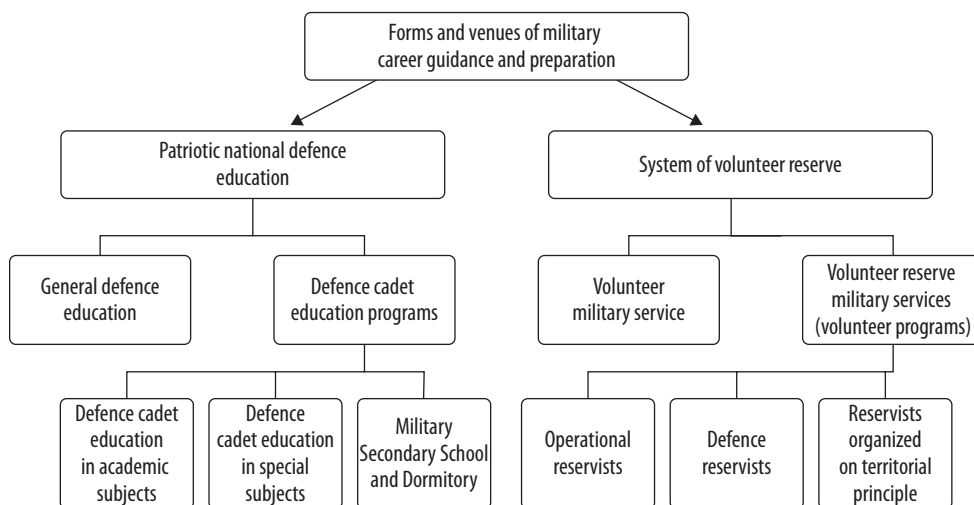 Forms and venues of military
career guidance and preparation
Patriotic national defence
education
System of volunteer reserve
General defence
education
Defence cadet
education programs
Volunteer
military service
Volunteer reserve
military services
(volunteer programs)
Defence cadet
education
in academic
subjects
Defence
cadet education
in special
subjects
Military
Secondary School
and Dormitory
Operational
reservists
Defence
reservists
Reservists
organized
on territorial
principle